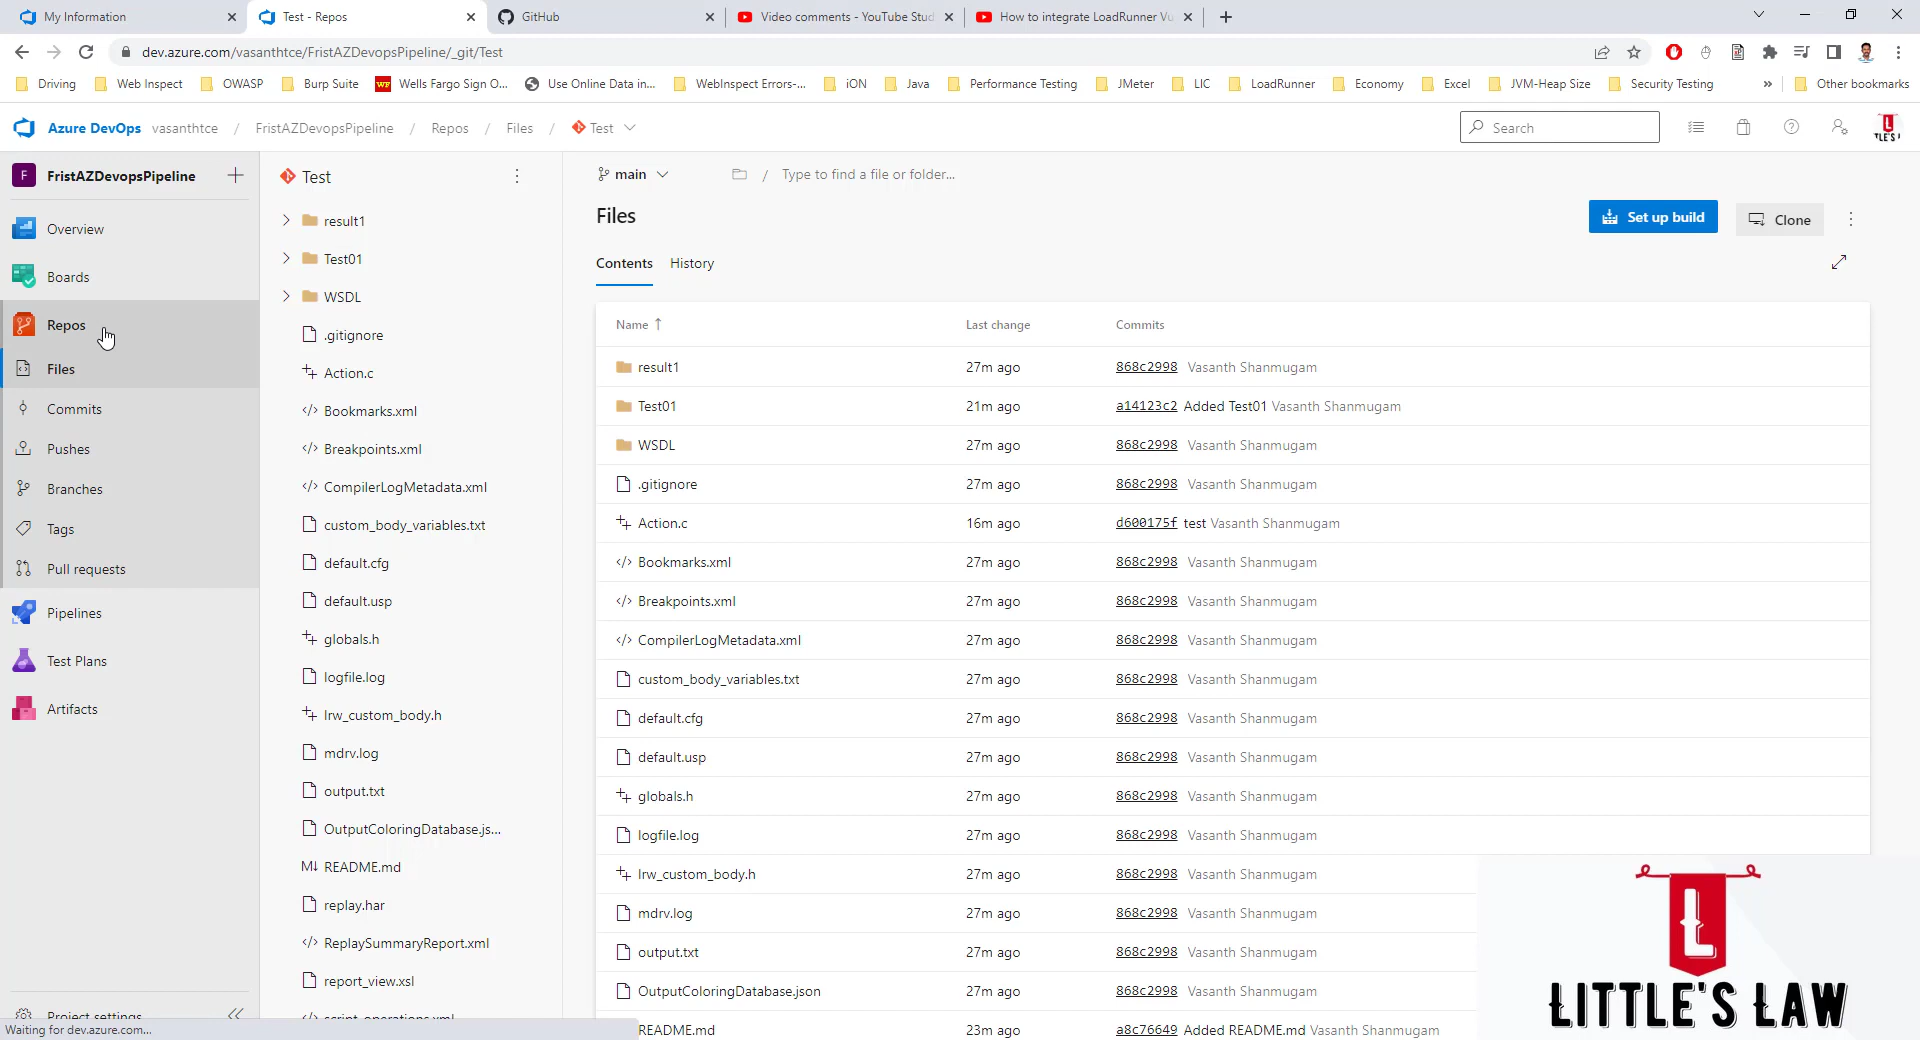 My Information
Test - Repos
GitHub
Video comments - YouTube Stud
How to integrate LoadRunner Vu
dev.azure.com/vasanthtce/FristAZDevopsPipeline/_git/Test
Driving
Web Inspect
OWASP
Burp Suite
Wells Fargo Sign O...
Use Online Data in...
WebInspect Errors-...
iON
Java
Performance Testing
JMeter
LIC
LoadRunner
Economy
Excel
JVM-Heap Size
Security Testing
»
Other bookmarks
Azure DevOps vasanthtce / FristAZDevopsPipeline / Repos / Files / Test
Search
F FristAZDevopsPipeline
Overview
Boards
Repos
Files
Commits
Pushes
Branches
Tags
Pull requests
Pipelines
Test Plans
Artifacts
Project settings
Waiting for dev.azure.com...
Test
result1
Test01
WSDL
.gitignore
Action.c
Bookmarks.xml
Breakpoints.xml
CompilerLogMetadata.xml
custom_body_variables.txt
default.cfg
default.usp
globals.h
logfile.log
lrw_custom_body.h
mdrv.log
output.txt
OutputColoringDatabase.js...
README.md
replay.har
ReplaySummaryReport.xml
report_view.xsl
script_operations.xml
main
/ Type to find a file or folder...
Files
Set up build
Clone
Contents
History
Name Last change Commits
result1 27m ago 868c2998 Vasanth Shanmugam
Test01 21m ago a14123c2 Added Test01 Vasanth Shanmugam
WSDL 27m ago 868c2998 Vasanth Shanmugam
.gitignore 27m ago 868c2998 Vasanth Shanmugam
Action.c 16m ago d600175f test Vasanth Shanmugam
Bookmarks.xml 27m ago 868c2998 Vasanth Shanmugam
Breakpoints.xml 27m ago 868c2998 Vasanth Shanmugam
CompilerLogMetadata.xml 27m ago 868c2998 Vasanth Shanmugam
custom_body_variables.txt 27m ago 868c2998 Vasanth Shanmugam
default.cfg 27m ago 868c2998 Vasanth Shanmugam
default.usp 27m ago 868c2998 Vasanth Shanmugam
globals.h 27m ago 868c2998 Vasanth Shanmugam
logfile.log 27m ago 868c2998 Vasanth Shanmugam
lrw_custom_body.h 27m ago 868c2998 Vasanth Shanmugam
mdrv.log 27m ago 868c2998 Vasanth Shanmugam
output.txt 27m ago 868c2998 Vasanth Shanmugam
OutputColoringDatabase.json 27m ago 868c2998 Vasanth Shanmugam
README.md 23m ago a8c76649 Added README.md Vasanth Shanmugam
L
LITTLE'S LAW